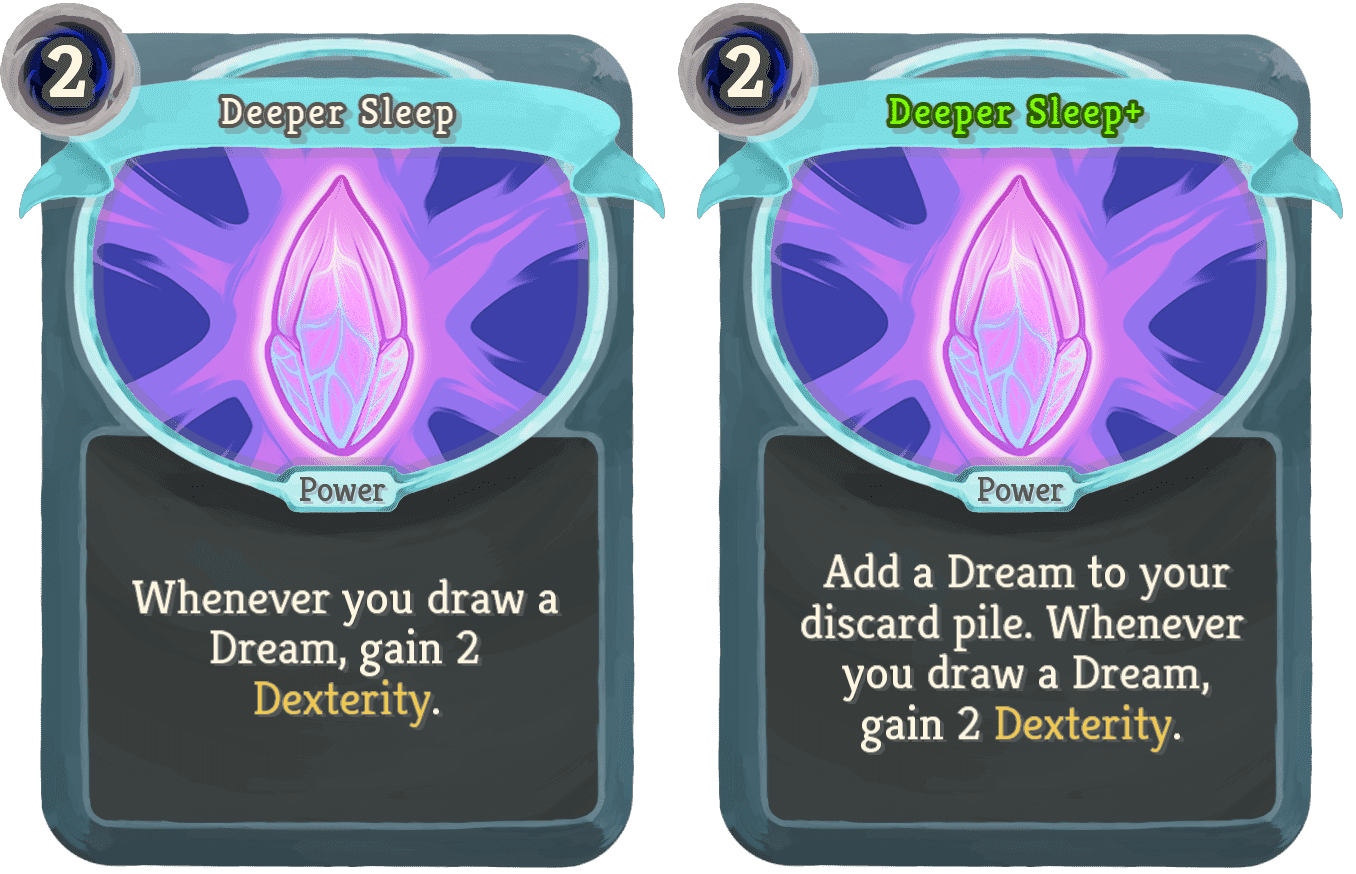 2
Deeper Sleep
Power
Whenever you draw a
Dream, gain 2
Dexterity.
2
Deeper Sleep+
Power
Add a Dream to your
discard pile. Whenever
you draw a Dream,
gain 2 Dexterity.